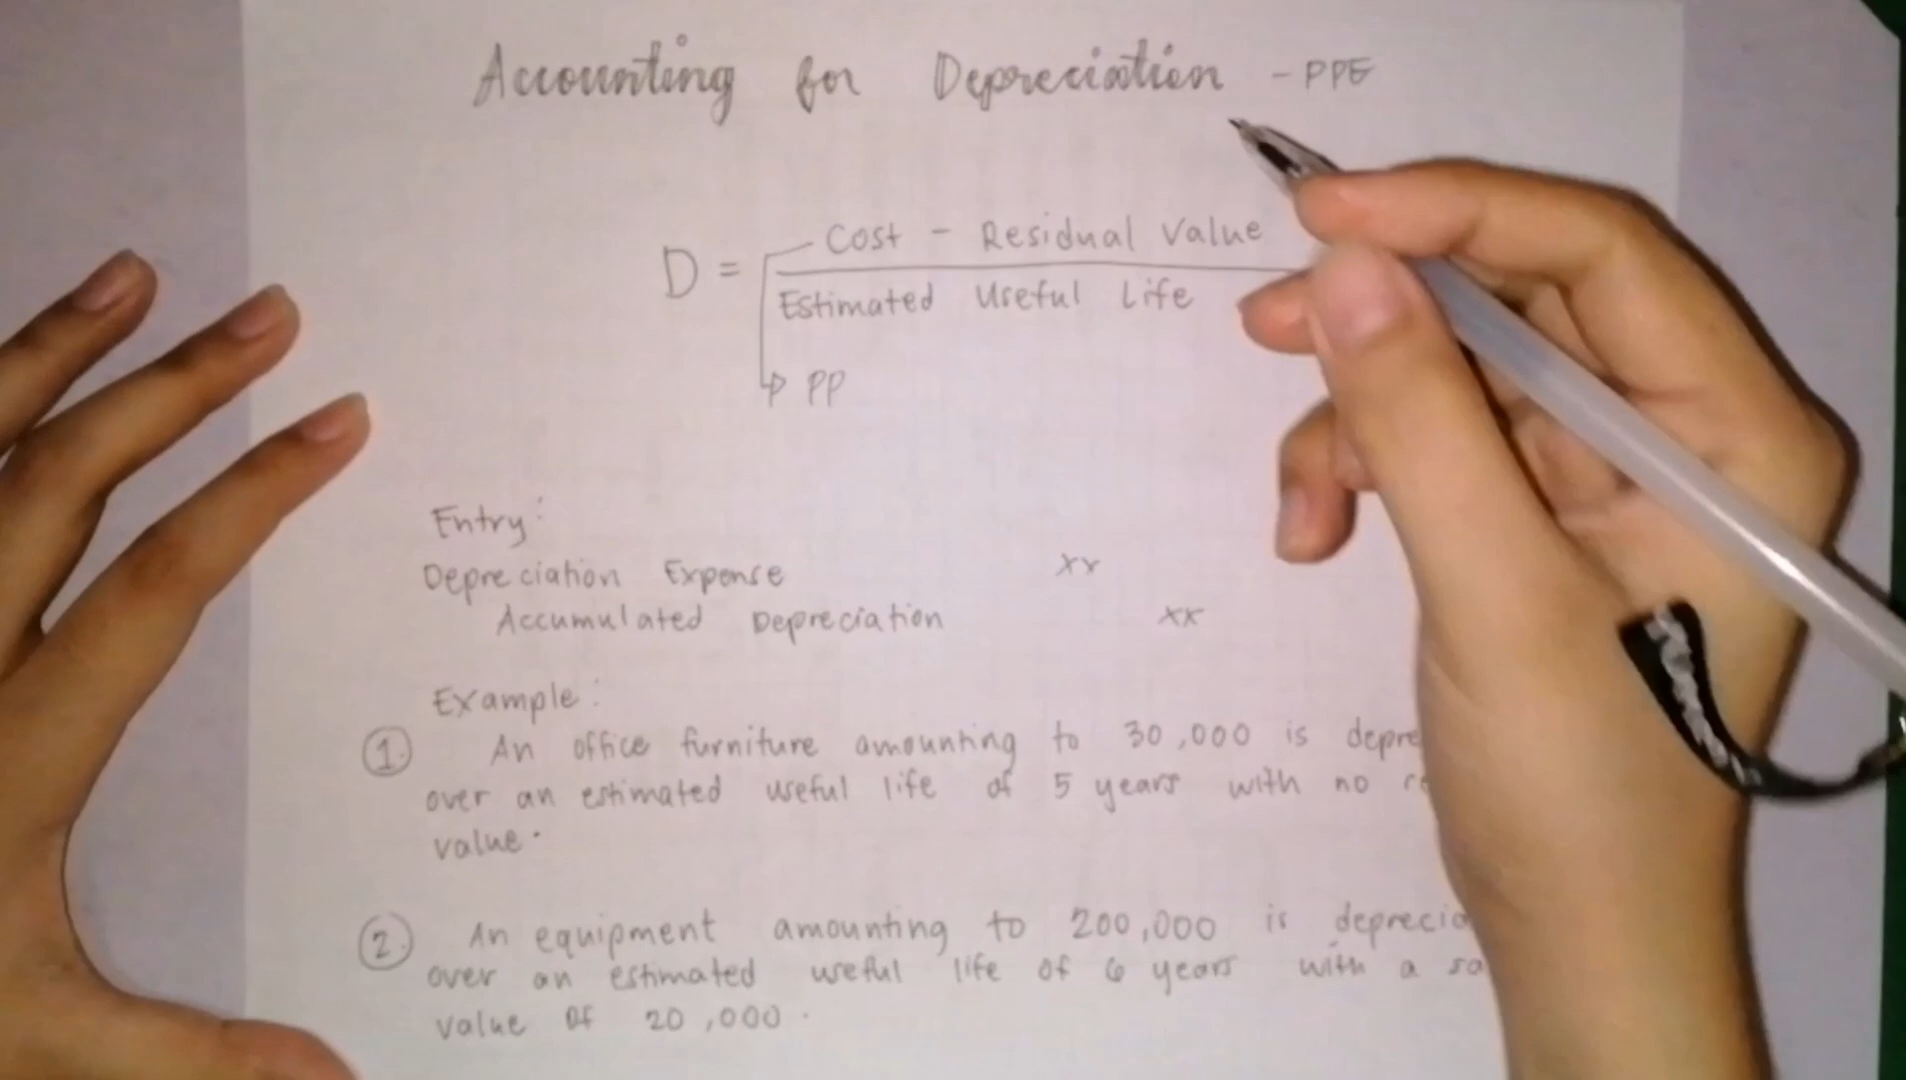 Accounting for Depreciation - PPE
D = Cost - Residual Value
Estimated Useful Life
PP
Entry:
Depreciation Expense xx
Accumulated Depreciation xx
Example:
1. An office furniture amounting to 30,000 is depre
over an estimated useful life of 5 years with no
value.
2. An equipment amounting to 200,000 is deprecia
over an estimated useful life of 6 years with a sa
value of 20,000.